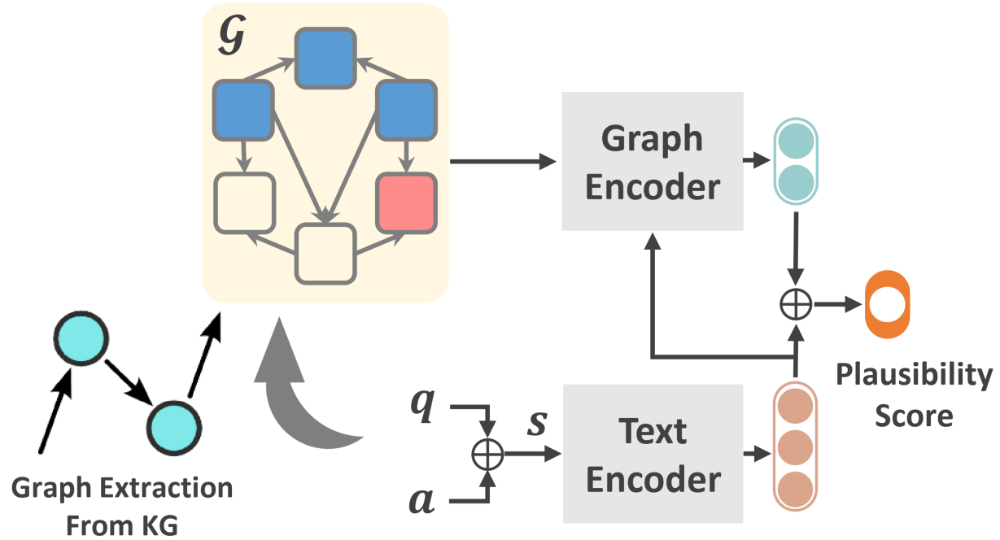 𝒢
Graph
Encoder
Plausibility
Score
q
s
a
Text
Encoder
Graph Extraction
From KG